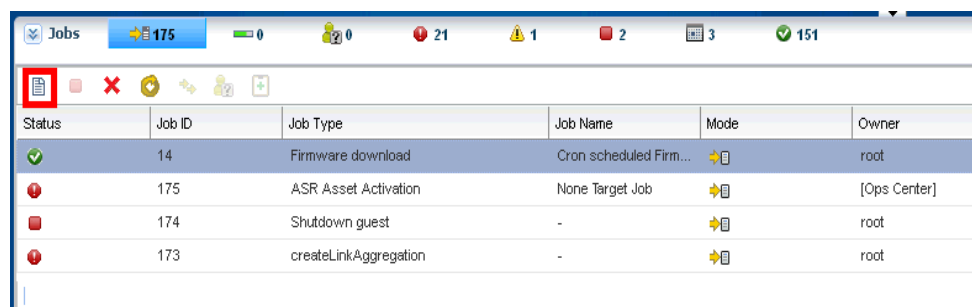 Jobs 175 0 0 21 1 2 3 151
Status Job ID Job Type Job Name Mode Owner
14 Firmware download Cron scheduled Firm... root
175 ASR Asset Activation None Target Job [Ops Center]
174 Shutdown guest - root
173 createLinkAggregation - root